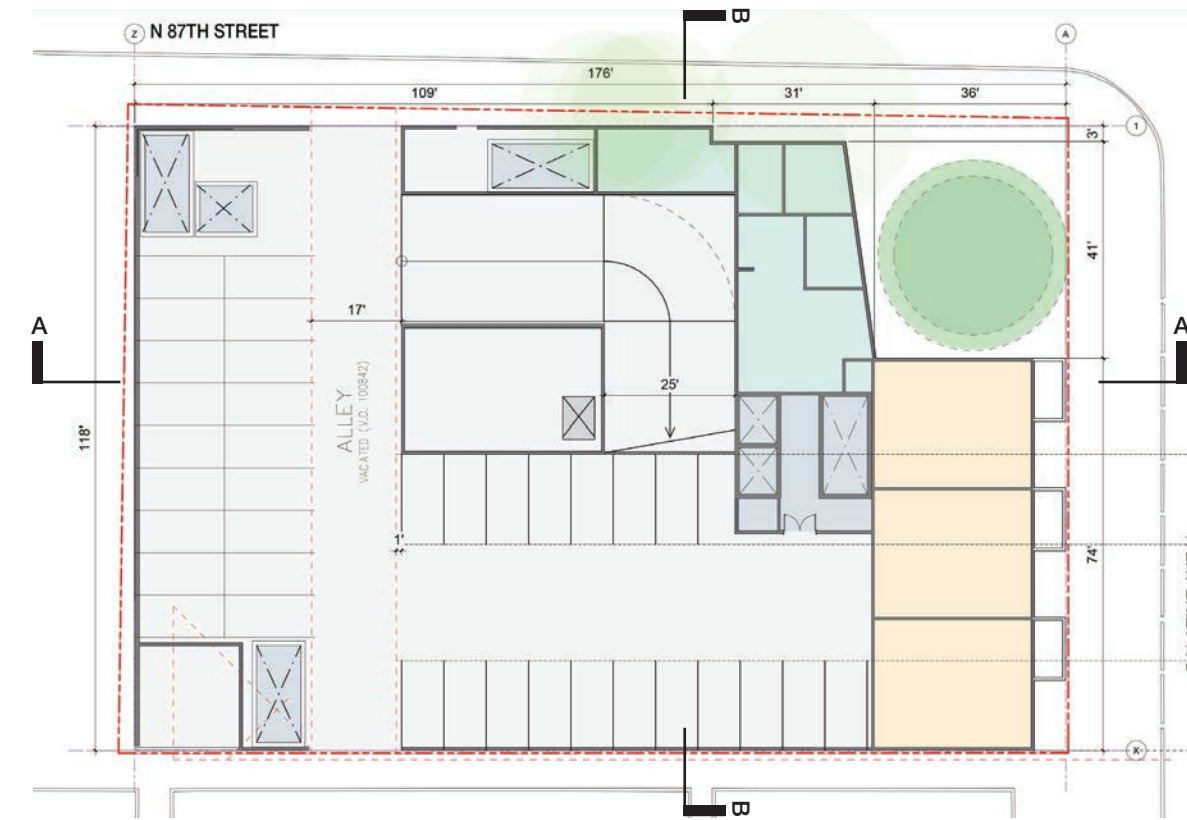 B
Z N 87TH STREET
A
176'
109'
31'
36'
1
3'
41'
17'
A
A
ALLEY
VACATED (V.O. 100842)
25'
118'
1'
74'
X
B